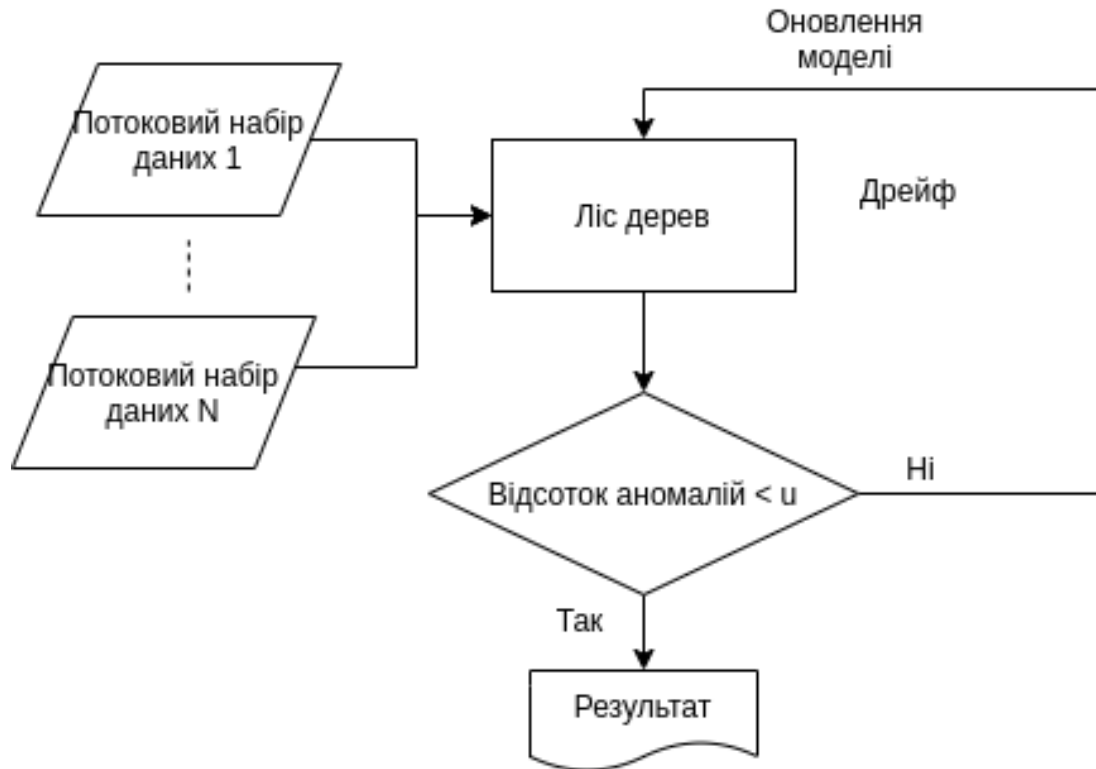 Оновлення
моделі
Потоковий набір
даних 1
Ліс дерев
Дрейф
Потоковий набір
даних N
Відсоток аномалій < u
Ні
Так
Результат